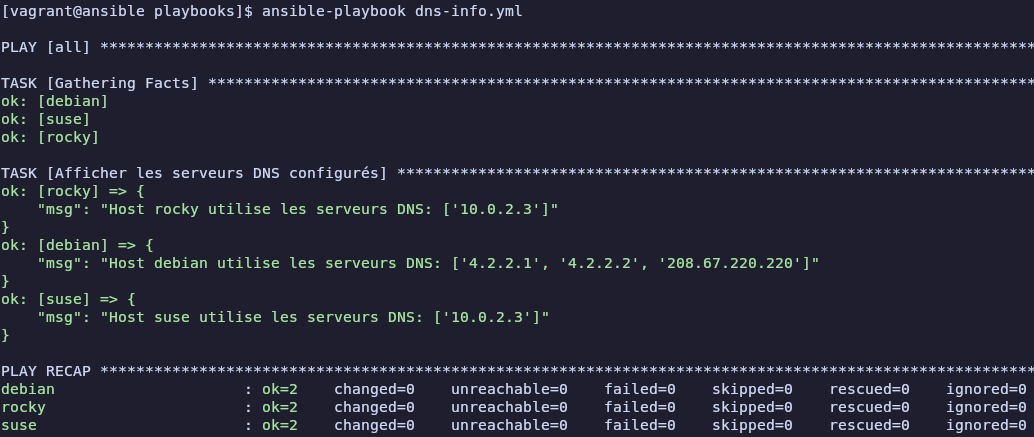 [vagrant@ansible playbooks]$ ansible-playbook dns-info.yml
PLAY [all] ********************************************************************************************************
TASK [Gathering Facts] ********************************************************************************************
ok: [debian]
ok: [suse]
ok: [rocky]
TASK [Afficher les serveurs DNS configurés] ***********************************************************************
ok: [rocky] => {
    "msg": "Host rocky utilise les serveurs DNS: ['10.0.2.3']"
}
ok: [debian] => {
    "msg": "Host debian utilise les serveurs DNS: ['4.2.2.1', '4.2.2.2', '208.67.220.220']"
}
ok: [suse] => {
    "msg": "Host suse utilise les serveurs DNS: ['10.0.2.3']"
}
PLAY RECAP ********************************************************************************************************
debian                     : ok=2    changed=0    unreachable=0    failed=0    skipped=0    rescued=0    ignored=0
rocky                      : ok=2    changed=0    unreachable=0    failed=0    skipped=0    rescued=0    ignored=0
suse                       : ok=2    changed=0    unreachable=0    failed=0    skipped=0    rescued=0    ignored=0